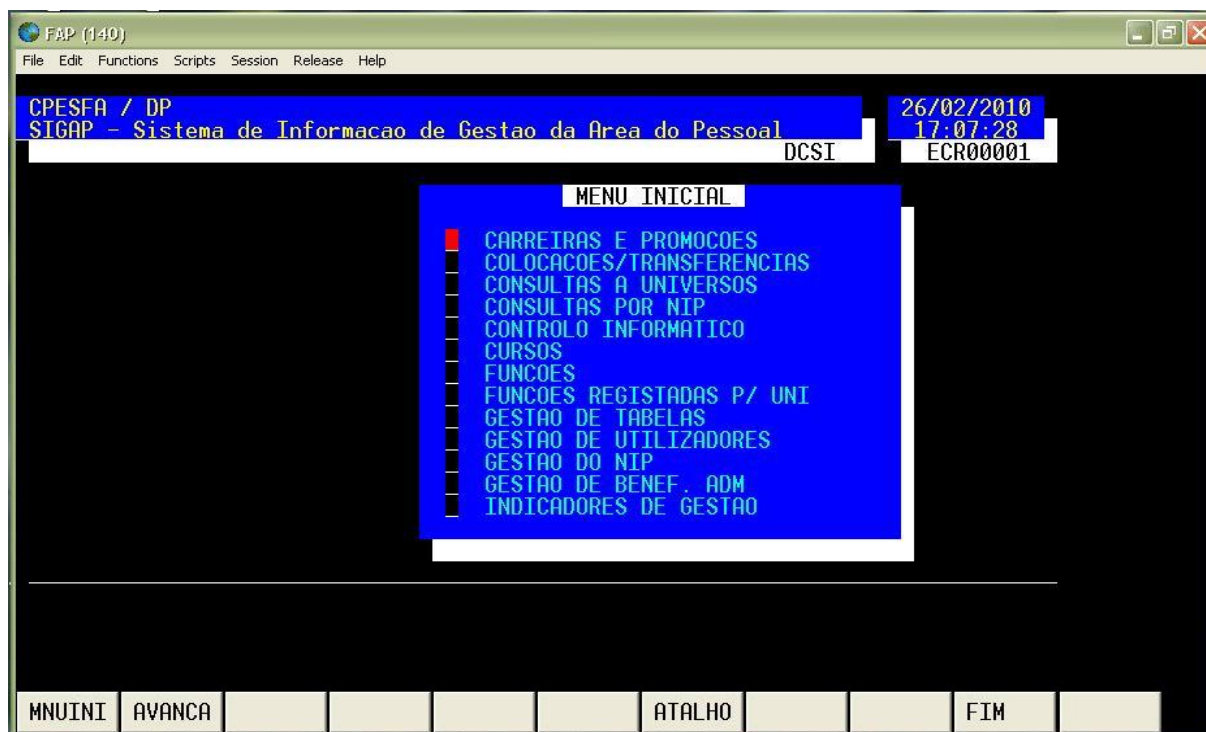 FAP (140)
File Edit Functions Scripts Session Release Help
CPESFA / DP 26/02/2010
SIGAP - Sistema de Informacao de Gestao da Area do Pessoal 17:07:28
DCSI ECR00001
MENU INICIAL
CARREIRAS E PROMOCOES
COLOCACOES/TRANSFERENCIAS
CONSULTAS A UNIVERSOS
CONSULTAS POR NIP
CONTROLO INFORMATICO
CURSOS
FUNCOES
FUNCOES REGISTADAS P/ UNI
GESTAO DE TABELAS
GESTAO DE UTILIZADORES
GESTAO DO NIP
GESTAO DE BENEF. ADM
INDICADORES DE GESTAO
MNUINI AVANCA ATALHO FIM